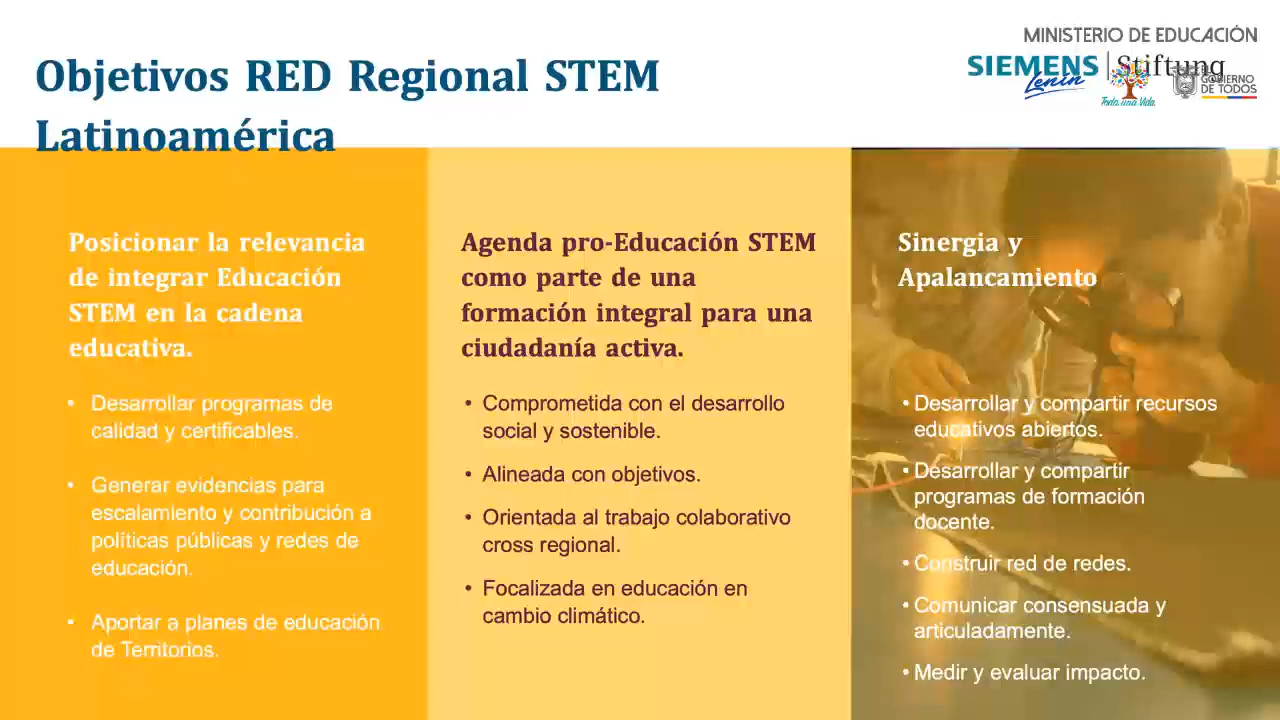 MINISTERIO DE EDUCACIÓN
SIEMENS | Stiftung
Lenín
Toda una Vida
GOBIERNO
DE TODOS
Objetivos RED Regional STEM
Latinoamérica
Posicionar la relevancia
de integrar Educación
STEM en la cadena
educativa.
• Desarrollar programas de
calidad y certificables.
• Generar evidencias para
escalamiento y contribución a
políticas públicas y redes de
educación.
• Aportar a planes de educación
de Territorios.
Agenda pro-Educación STEM
como parte de una
formación integral para una
ciudadanía activa.
• Comprometida con el desarrollo
social y sostenible.
• Alineada con objetivos.
• Orientada al trabajo colaborativo
cross regional.
• Focalizada en educación en
cambio climático.
Sinergia y
Apalancamiento
• Desarrollar y compartir recursos
educativos abiertos.
• Desarrollar y compartir
programas de formación
docente.
• Construir red de redes.
• Comunicar consensuada y
articuladamente.
• Medir y evaluar impacto.